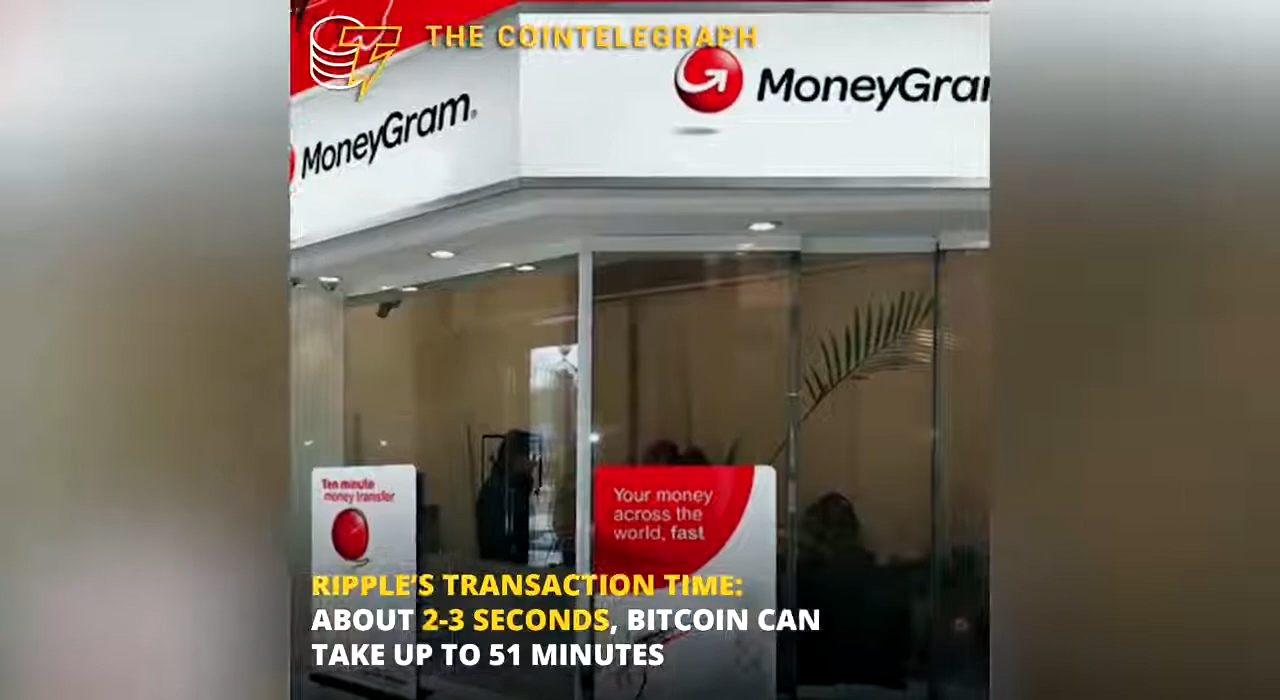 THE COINTELEGRAPH
MoneyGram®
MoneyGra
Ten minute
money transfer
Your money
across the
world, fast
RIPPLE’S TRANSACTION TIME:
ABOUT 2-3 SECONDS, BITCOIN CAN
TAKE UP TO 51 MINUTES